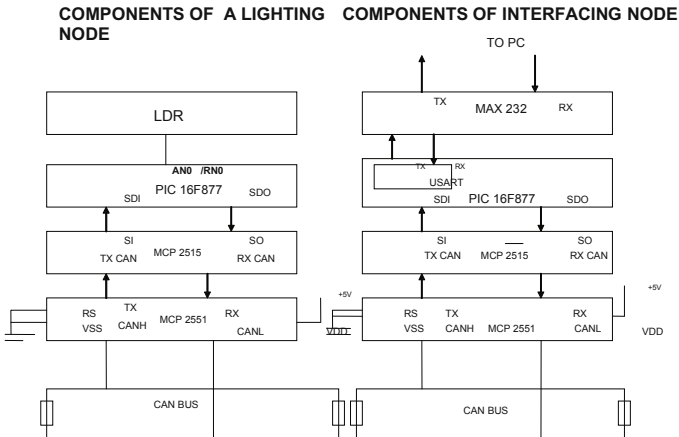 COMPONENTS OF A LIGHTING NODE
COMPONENTS OF INTERFACING NODE
TO PC
LDR
TX
MAX 232
RX
AN0 /RN0
PIC 16F877
SDI
SDO
TX
RX
USART
SDI
PIC 16F877
SDO
SI
SO
TX CAN
MCP 2515
RX CAN
SI
SO
TX CAN
MCP 2515
RX CAN
+5V
RS
TX
RX
VSS
CANH
MCP 2551
CANL
VDD
+5V
RS
TX
RX
VSS
CANH
MCP 2551
CANL
VDD
CAN BUS
CAN BUS